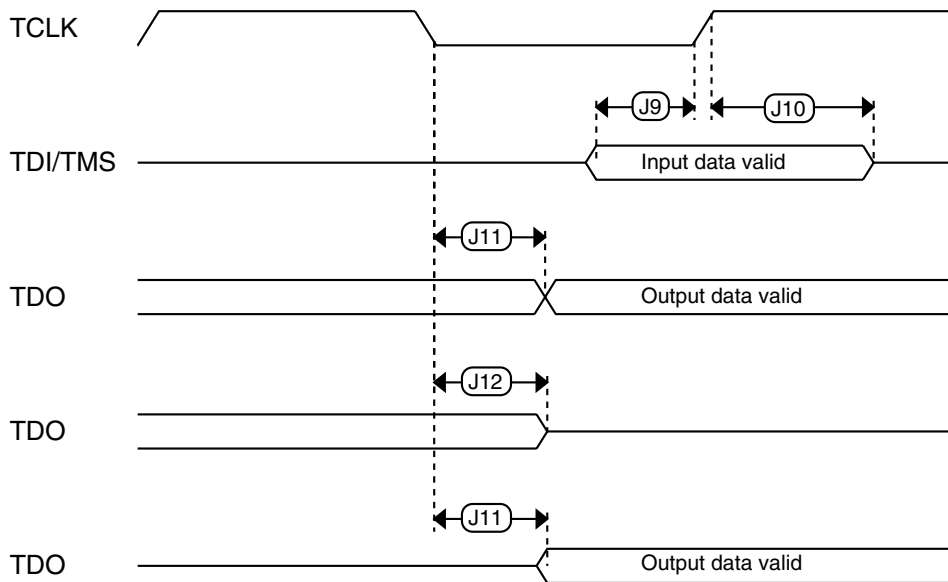 TCLK
J9
J10
TDI/TMS
Input data valid
J11
TDO
Output data valid
J12
TDO
J11
TDO
Output data valid